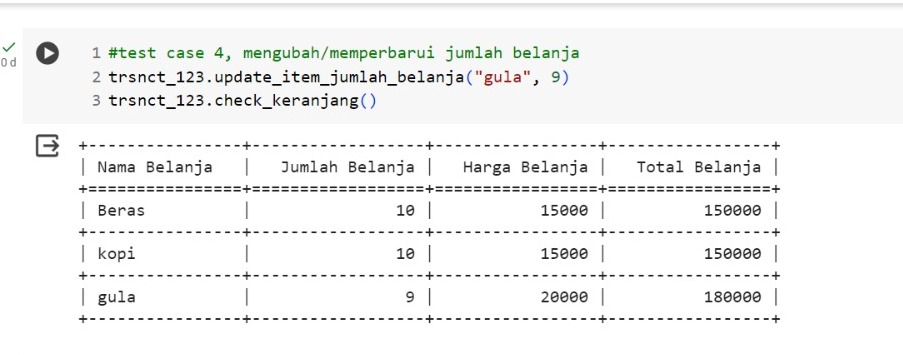 0 d
1 #test case 4, mengubah/memperbarui jumlah belanja
2 trsnct_123.update_item_jumlah_belanja("gula", 9)
3 trsnct_123.check_keranjang()
+----------------+------------------+-----------------+-----------------+
| Nama Belanja   |   Jumlah Belanja |   Harga Belanja |   Total Belanja |
+================+==================+=================+=================+
| Beras          |               10 |           15000 |          150000 |
+----------------+------------------+-----------------+-----------------+
| kopi           |               10 |           15000 |          150000 |
+----------------+------------------+-----------------+-----------------+
| gula           |                9 |           20000 |          180000 |
+----------------+------------------+-----------------+-----------------+